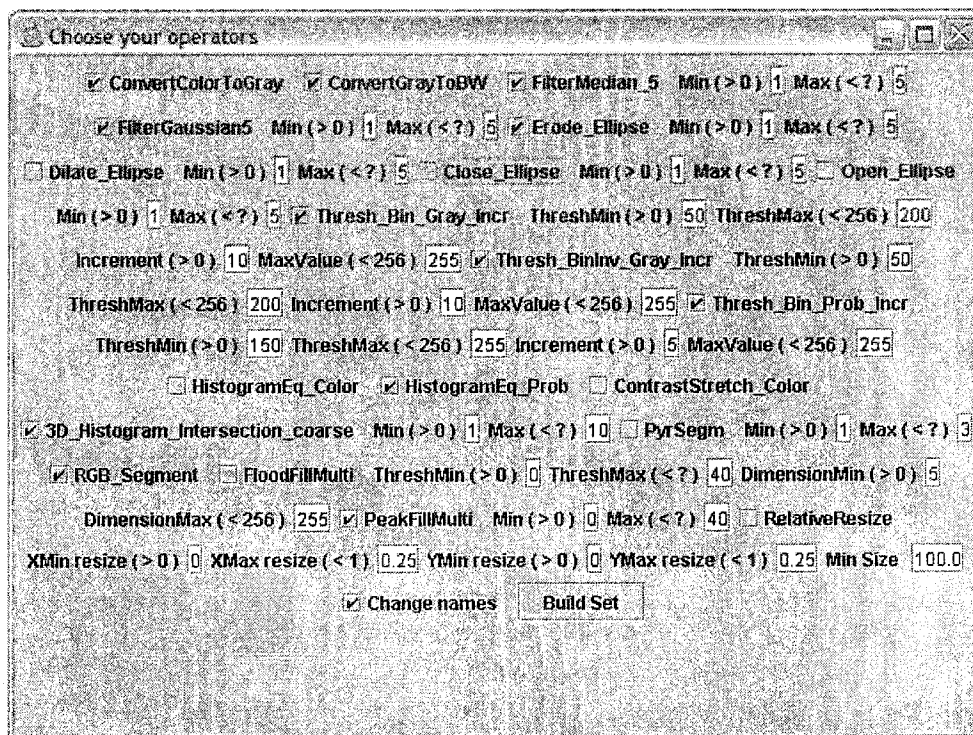 Choose your operators
ConvertColorToGray ConvertGrayToBW FilterMedian_5 Min ( > 0 ) 1 Max ( < ? ) 5
FilterGaussian5 Min ( > 0 ) 1 Max ( < ? ) 5 Erode_Ellipse Min ( > 0 ) 1 Max ( < ? ) 5
Dilate_Ellipse Min ( > 0 ) 1 Max ( < ? ) 5 Close_Ellipse Min ( > 0 ) 1 Max ( < ? ) 5 Open_Ellipse
Min ( > 0 ) 1 Max ( < ? ) 5 Thresh_Bin_Gray_Incr ThreshMin ( > 0 ) 50 ThreshMax ( < 256 ) 200
Increment ( > 0 ) 10 MaxValue ( < 256 ) 255 Thresh_BinInv_Gray_Incr ThreshMin ( > 0 ) 50
ThreshMax ( < 256 ) 200 Increment ( > 0 ) 10 MaxValue ( < 256 ) 255 Thresh_Bin_Prob_Incr
ThreshMin ( > 0 ) 150 ThreshMax ( < 256 ) 255 Increment ( > 0 ) 5 MaxValue ( < 256 ) 255
HistogramEq_Color HistogramEq_Prob ContrastStretch_Color
3D_Histogram_Intersection_coarse Min ( > 0 ) 1 Max ( < ? ) 10 PyrSegm Min ( > 0 ) 1 Max ( < ? ) 3
RGB_Segment FloodFillMulti ThreshMin ( > 0 ) 0 ThreshMax ( < ? ) 40 DimensionMin ( > 0 ) 5
DimensionMax ( < 256 ) 255 PeakFillMulti Min ( > 0 ) 0 Max ( < ? ) 40 RelativeResize
XMin resize ( > 0 ) 0 XMax resize ( < 1 ) 0.25 YMin resize ( > 0 ) 0 YMax resize ( < 1 ) 0.25 Min Size 100.0
Change names Build Set